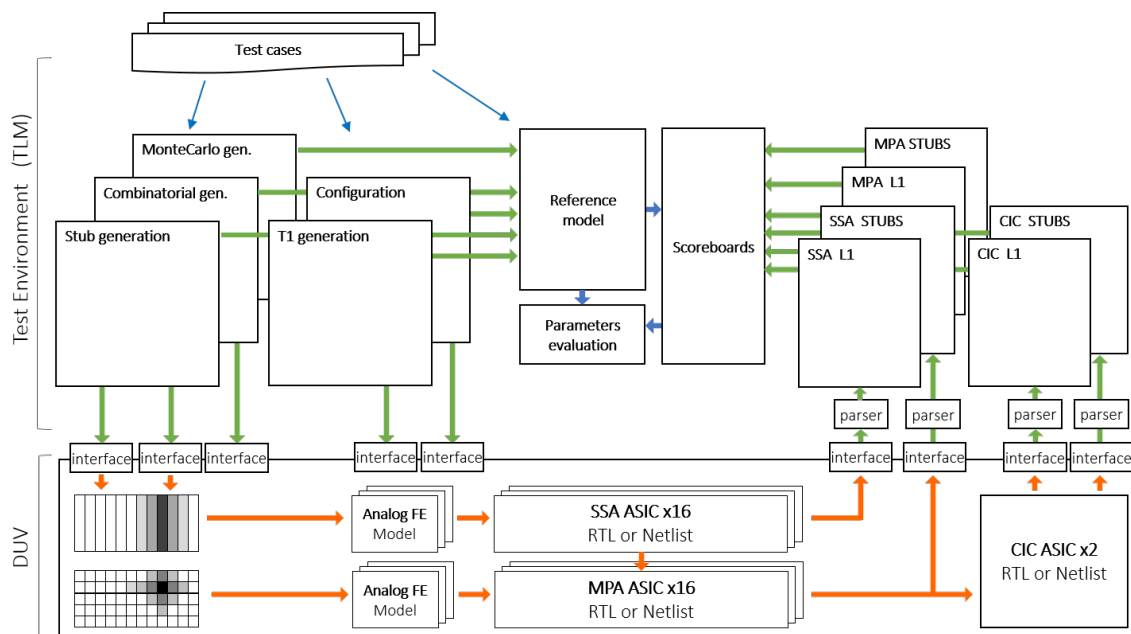 Test cases
Test Environment (TLM)
MonteCarlo gen.
Combinatorial gen.
Stub generation
Configuration
T1 generation
Reference
model
Parameters
evaluation
Scoreboards
MPA STUBS
MPA L1
SSA STUBS
SSA L1
CIC STUBS
CIC L1
parser
parser
parser
parser
interface
interface
interface
interface
interface
interface
interface
interface
interface
DUV
Analog FE
Model
SSA ASIC x16
RTL or Netlist
Analog FE
Model
MPA ASIC x16
RTL or Netlist
CIC ASIC x2
RTL or Netlist